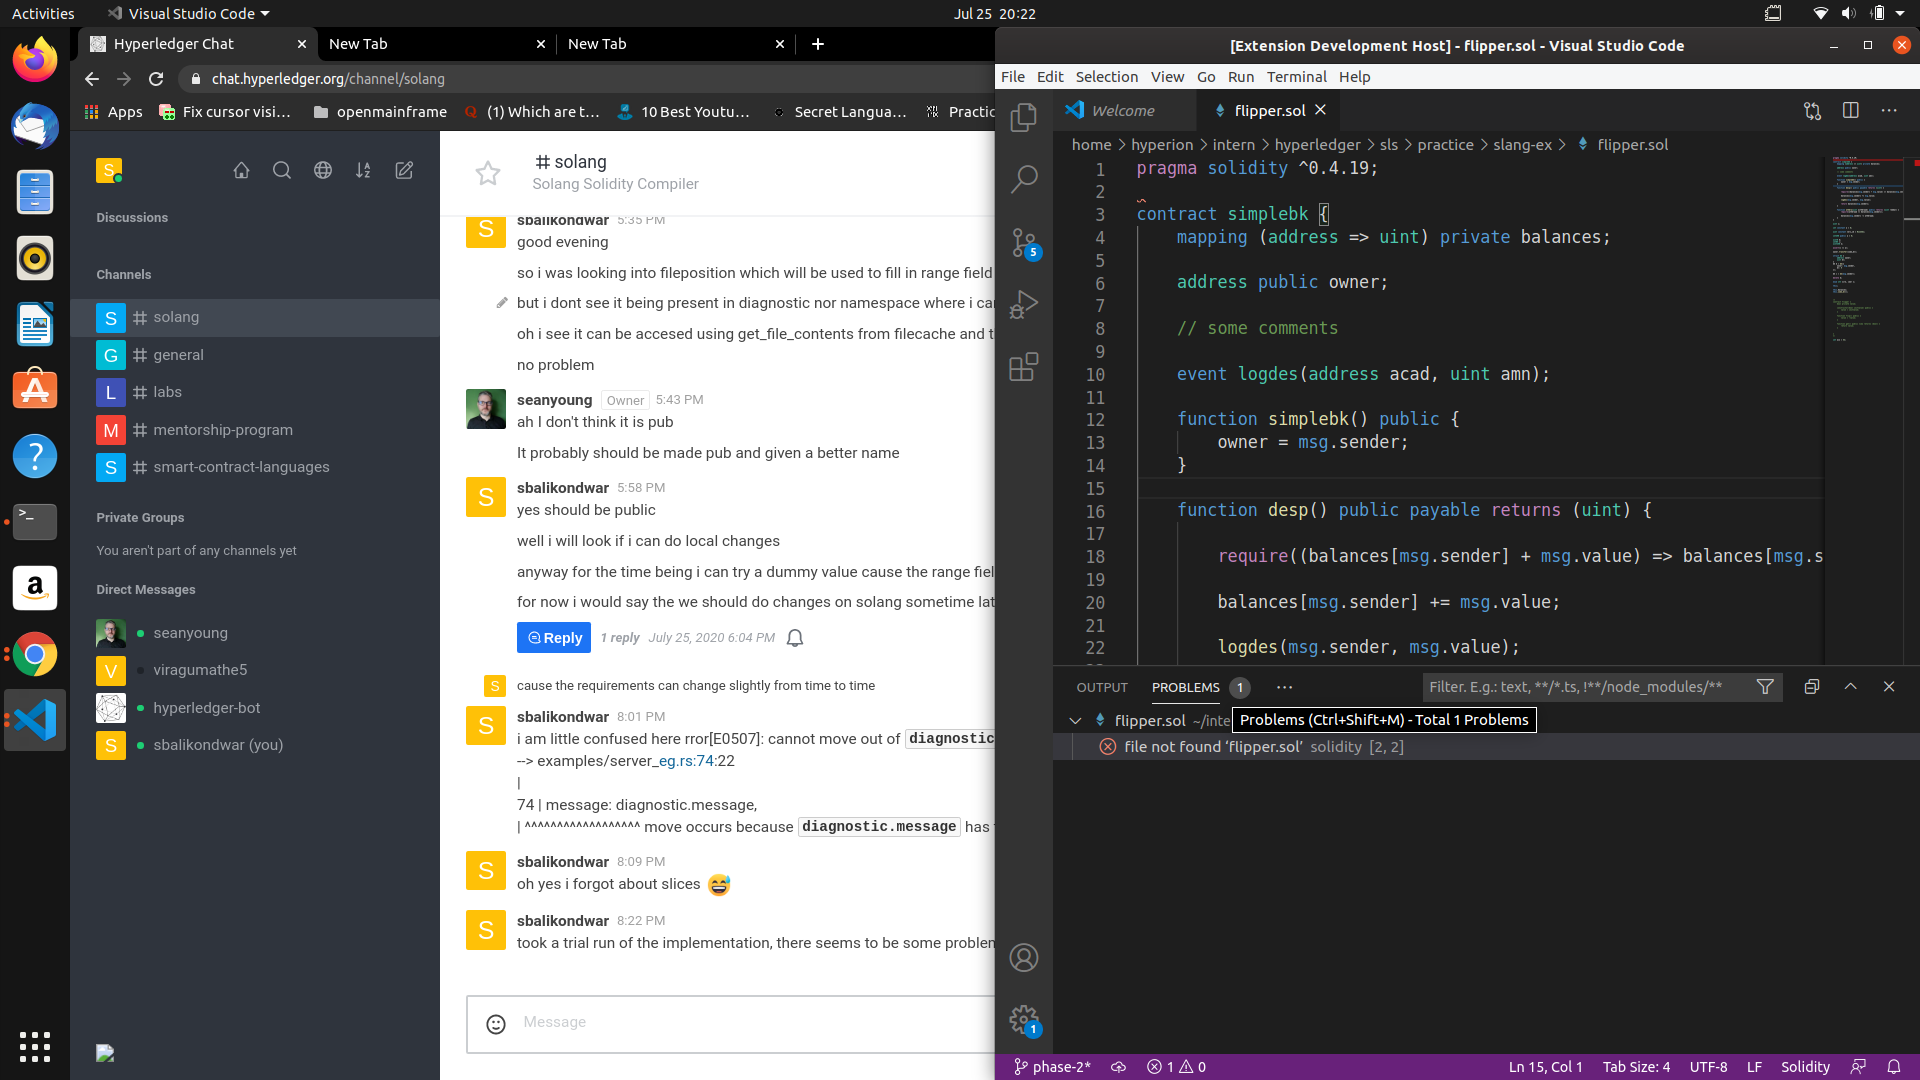 Activities
Visual Studio Code
Jul 25 20:22
Hyperledger Chat
New Tab
New Tab
chat.hyperledger.org/channel/solang
Apps
Fix cursor visi…
openmainframe
(1) Which are t…
10 Best Youtu…
Secret Langua…
Practic
S
Discussions
Channels
S # solang
G # general
L # labs
M # mentorship-program
S # smart-contract-languages
Private Groups
You aren't part of any channels yet
Direct Messages
seanyoung
V viragumathe5
hyperledger-bot
S sbalikondwar (you)
# solang
Solang Solidity Compiler
S
sbalikondwar 5:35 PM
good evening
so i was looking into fileposition which will be used to fill in range field
but i dont see it being present in diagnostic nor namespace where i ca
oh i see it can be accesed using get_file_contents from filecache and t
no problem
seanyoung Owner 5:43 PM
ah I don't think it is pub
It probably should be made pub and given a better name
S
sbalikondwar 5:58 PM
yes should be public
well i will look if i can do local changes
anyway for the time being i can try a dummy value cause the range fiel
for now i would say the we should do changes on solang sometime lat
Reply 1 reply July 25, 2020 6:04 PM
S cause the requirements can change slightly from time to time
S
sbalikondwar 8:01 PM
i am little confused here rror[E0507]: cannot move out of diagnostic
--> examples/server_eg.rs:74:22
|
74 | message: diagnostic.message,
| ^^^^^^^^^^^^^^^^^^ move occurs because diagnostic.message has
S
sbalikondwar 8:09 PM
oh yes i forgot about slices 😅
S
sbalikondwar 8:22 PM
took a trial run of the implementation, there seems to be some problem
Message
[Extension Development Host] - flipper.sol - Visual Studio Code
File Edit Selection View Go Run Terminal Help
Welcome
flipper.sol
home > hyperion > intern > hyperledger > sls > practice > slang-ex > flipper.sol
5
1
1 pragma solidity ^0.4.19;
2
3 contract simplebk {
4 mapping (address => uint) private balances;
5
6 address public owner;
7
8 // some comments
9
10 event logdes(address acad, uint amn);
11
12 function simplebk() public {
13 owner = msg.sender;
14 }
15
16 function desp() public payable returns (uint) {
17
18 require((balances[msg.sender] + msg.value) => balances[msg.s
19
20 balances[msg.sender] += msg.value;
21
22 logdes(msg.sender, msg.value);
OUTPUT
PROBLEMS 1
Filter. E.g.: text, **/*.ts, !**/node_modules/**
flipper.sol ~/inte
Problems (Ctrl+Shift+M) - Total 1 Problems
file not found ‘flipper.sol’ solidity [2, 2]
phase-2*
1 0
Ln 15, Col 1
Tab Size: 4
UTF-8
LF
Solidity